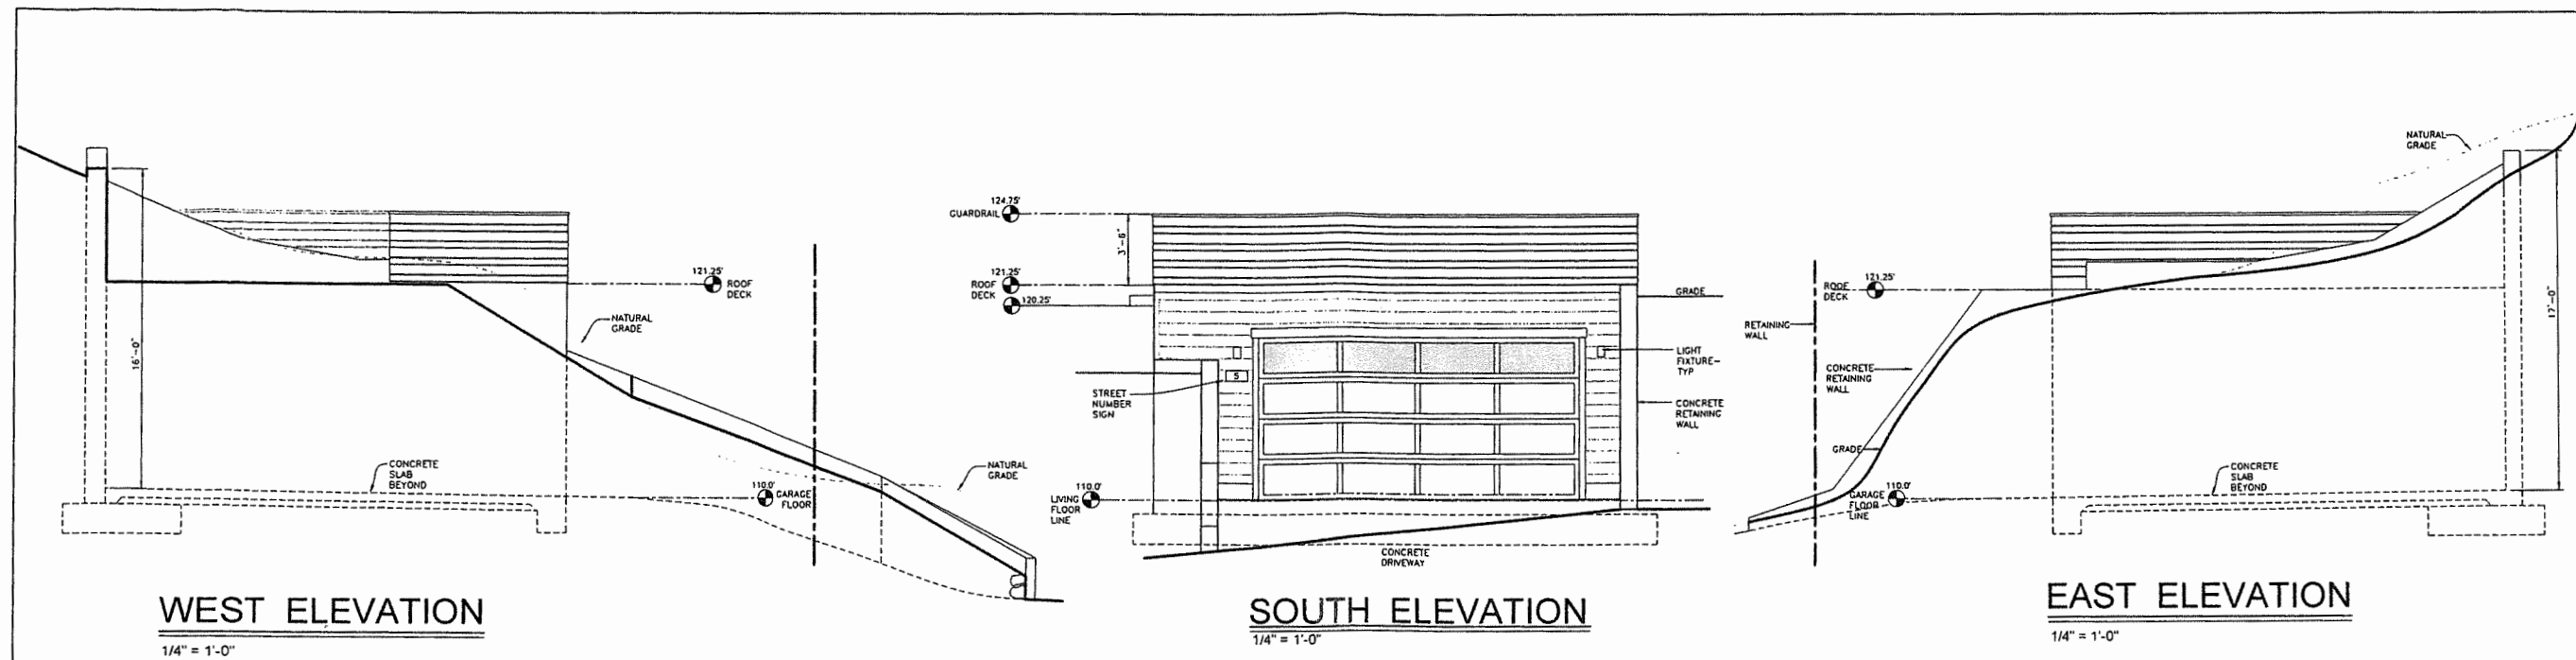 16'-0"
121.25'
ROOF
DECK
NATURAL
GRADE
CONCRETE
SLAB
BEYOND
110.0'
GARAGE
FLOOR
NATURAL
GRADE
WEST ELEVATION
1/4" = 1'-0"
124.75'
GUARDRAIL
3'-6"
121.25'
ROOF
DECK
120.25'
GRADE
LIGHT
FIXTURE-
TYP
STREET
NUMBER
SIGN
5
CONCRETE
RETAINING
WALL
110.0'
LIVING
FLOOR
LINE
CONCRETE
DRIVEWAY
SOUTH ELEVATION
1/4" = 1'-0"
NATURAL
GRADE
121.25'
ROOF
DECK
RETAINING
WALL
17'-0"
CONCRETE
RETAINING
WALL
GRADE
CONCRETE
SLAB
BEYOND
110.0'
GARAGE
FLOOR
LINE
EAST ELEVATION
1/4" = 1'-0"